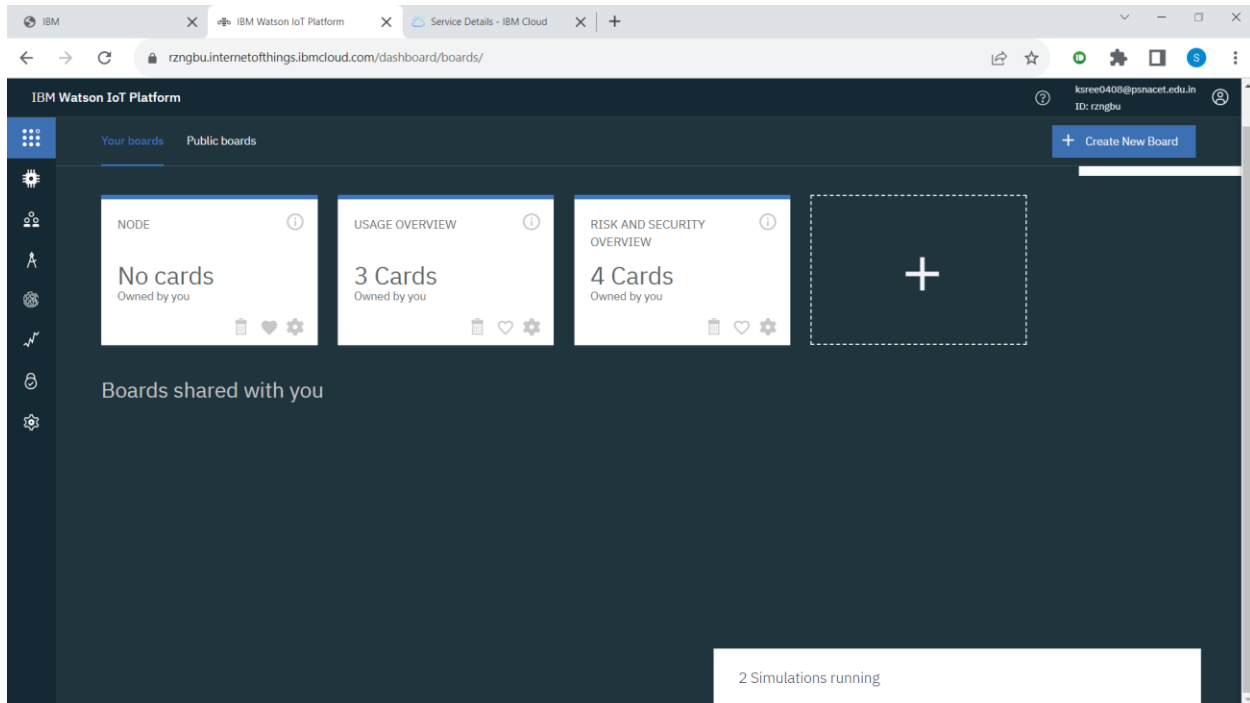 IBM
IBM Watson IoT Platform
Service Details - IBM Cloud
rzngbu.internetofthings.ibmcloud.com/dashboard/boards/
S
IBM Watson IoT Platform
ksree0408@psnacet.edu.in
ID: rzngbu
Your boards
Public boards
Create New Board
NODE
No cards
Owned by you
USAGE OVERVIEW
3 Cards
Owned by you
RISK AND SECURITY
OVERVIEW
4 Cards
Owned by you
Boards shared with you
2 Simulations running